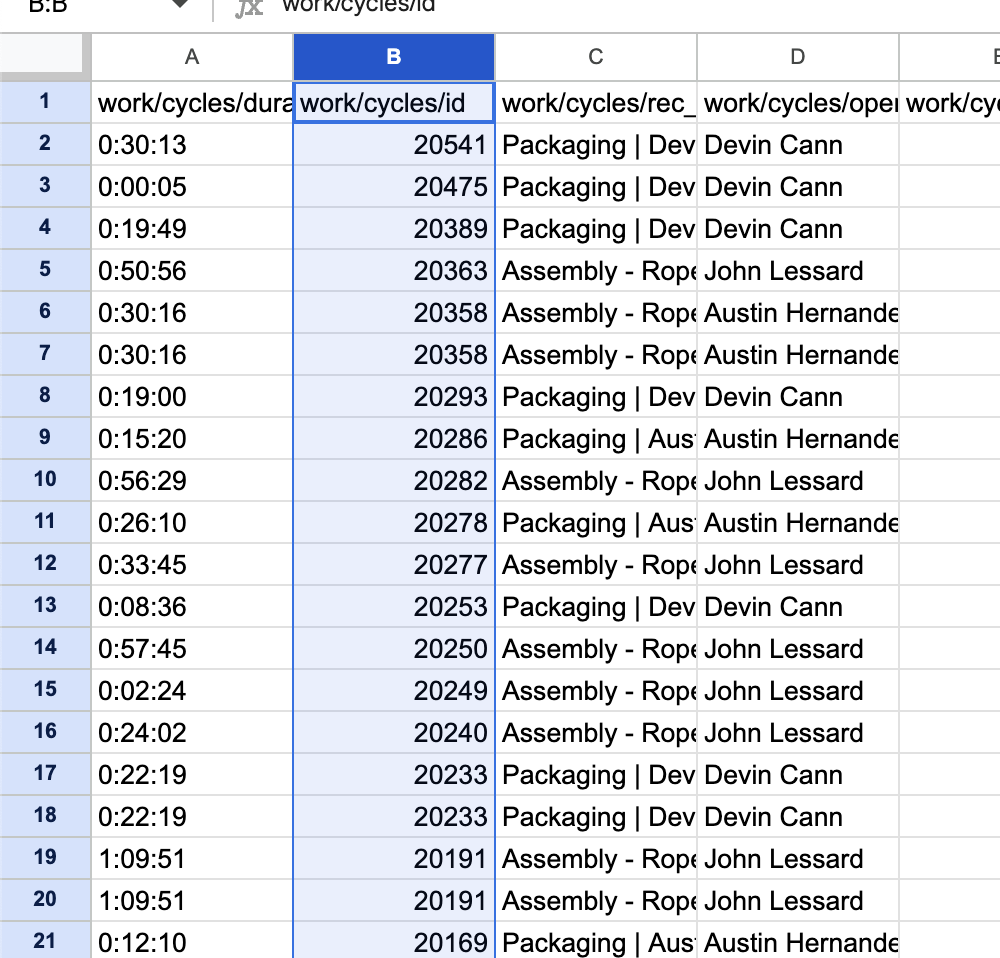 B:B fx work/cycles/id
A B C D E
1 work/cycles/dura work/cycles/id work/cycles/rec_ work/cycles/oper work/cyc
2 0:30:13 20541 Packaging | Dev Devin Cann
3 0:00:05 20475 Packaging | Dev Devin Cann
4 0:19:49 20389 Packaging | Dev Devin Cann
5 0:50:56 20363 Assembly - Rope John Lessard
6 0:30:16 20358 Assembly - Rope Austin Hernande
7 0:30:16 20358 Assembly - Rope Austin Hernande
8 0:19:00 20293 Packaging | Dev Devin Cann
9 0:15:20 20286 Packaging | Aus Austin Hernande
10 0:56:29 20282 Assembly - Rope John Lessard
11 0:26:10 20278 Packaging | Aus Austin Hernande
12 0:33:45 20277 Assembly - Rope John Lessard
13 0:08:36 20253 Packaging | Dev Devin Cann
14 0:57:45 20250 Assembly - Rope John Lessard
15 0:02:24 20249 Assembly - Rope John Lessard
16 0:24:02 20240 Assembly - Rope John Lessard
17 0:22:19 20233 Packaging | Dev Devin Cann
18 0:22:19 20233 Packaging | Dev Devin Cann
19 1:09:51 20191 Assembly - Rope John Lessard
20 1:09:51 20191 Assembly - Rope John Lessard
21 0:12:10 20169 Packaging | Aus Austin Hernande